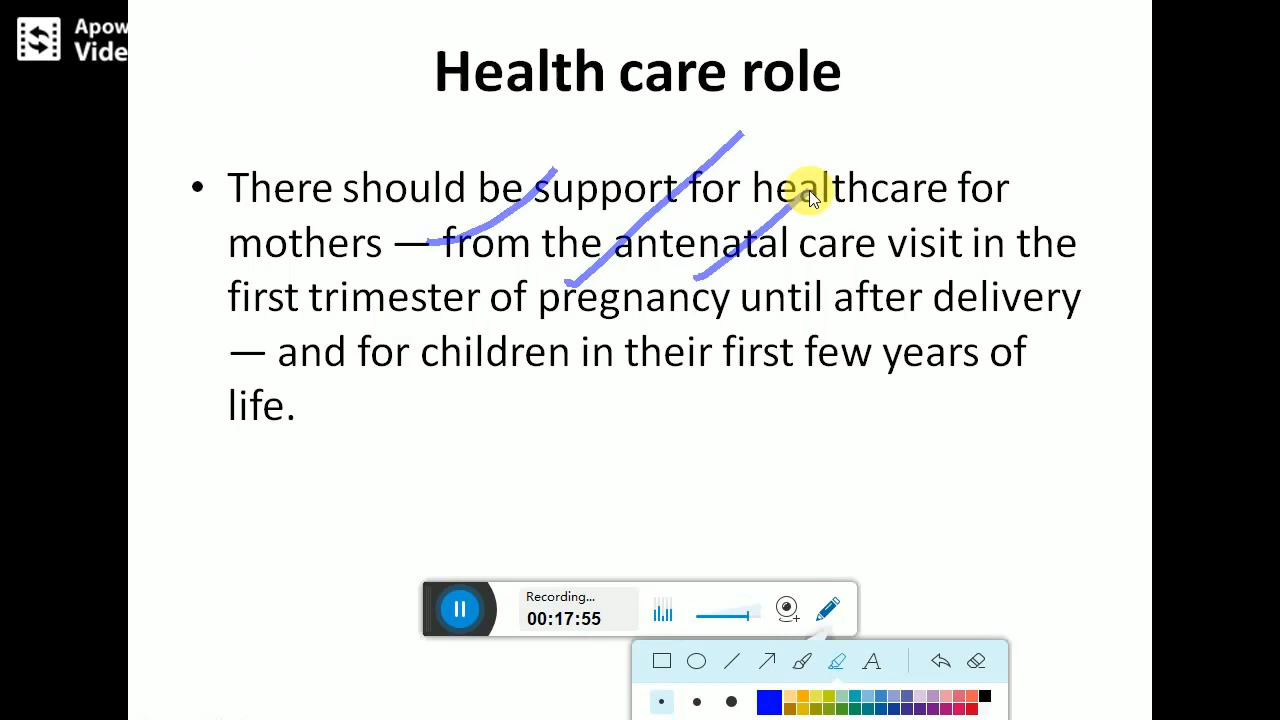 Apow
Vide
Health care role
• There should be support for healthcare for
mothers — from the antenatal care visit in the
first trimester of pregnancy until after delivery
— and for children in their first few years of
life.
Recording...
00:17:55
A